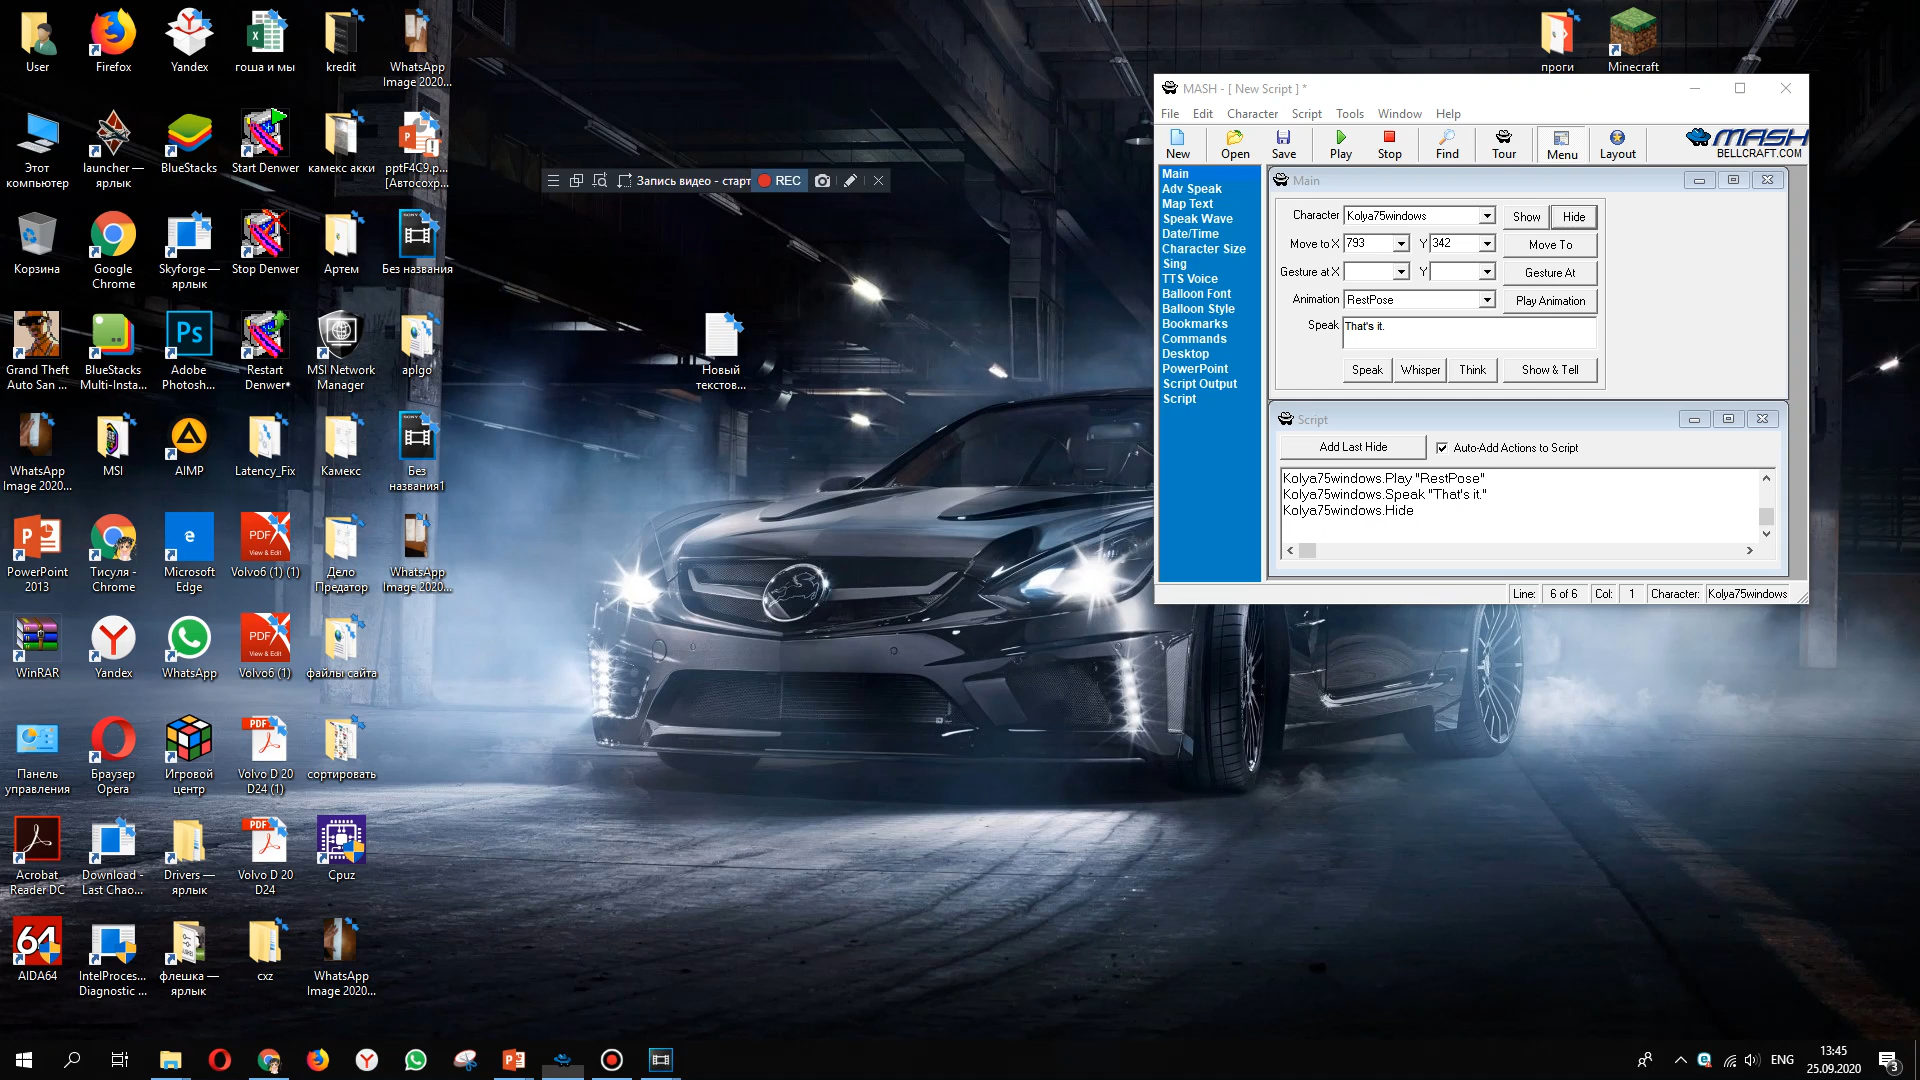 User
Firefox
Yandex
гоша и мы
kredit
WhatsApp
Image 2020...
Этот
компьютер
launcher —
ярлык
BlueStacks
Start Denwer
камекс акки
pptF4C9.p...
[Автосохр...
Корзина
Google
Chrome
Skyforge —
ярлык
Stop Denwer
Артем
Без названия
Grand Theft
Auto San ...
BlueStacks
Multi-Insta...
Adobe
Photosh...
Restart
Denwer*
MSI Network
Manager
aplgo
WhatsApp
Image 2020...
MSI
AIMP
Latency_Fix
Камекс
Без
названия1
PowerPoint
2013
Тисуля -
Chrome
Microsoft
Edge
PDF
View & Edit
Volvo6 (1) (1)
Дело
Предатор
WhatsApp
Image 2020...
WinRAR
Yandex
WhatsApp
PDF
View & Edit
Volvo6 (1)
файлы сайта
Панель
управления
Браузер
Opera
Игровой
центр
PDF
Volvo D 20
D24 (1)
сортировать
Acrobat
Reader DC
Download -
Last Chao...
Drivers —
ярлык
PDF
Volvo D 20
D24
Cpuz
64
AIDA64
IntelProces...
Diagnostic ...
флешка —
ярлык
cxz
WhatsApp
Image 2020...
Запись видео - старт
REC
Новый
текстов...
проги
Minecraft
MASH - [ New Script ] *
File Edit Character Script Tools Window Help
New Open Save Play Stop Find Tour Menu Layout
MASH
BELLCRAFT.COM
Main
Adv Speak
Map Text
Speak Wave
Date/Time
Character Size
Sing
TTS Voice
Balloon Font
Balloon Style
Bookmarks
Commands
Desktop
PowerPoint
Script Output
Script
Main
Character Kolya75windows Show Hide
Move to X 793 Y 342 Move To
Gesture at X Y Gesture At
Animation RestPose Play Animation
Speak That's it.
Speak Whisper Think Show & Tell
Script
Add Last Hide Auto-Add Actions to Script
Kolya75windows.Play "RestPose"
Kolya75windows.Speak "That's it."
Kolya75windows.Hide
Line: 6 of 6 Col: 1 Character: Kolya75windows
ENG
13:45
25.09.2020
3